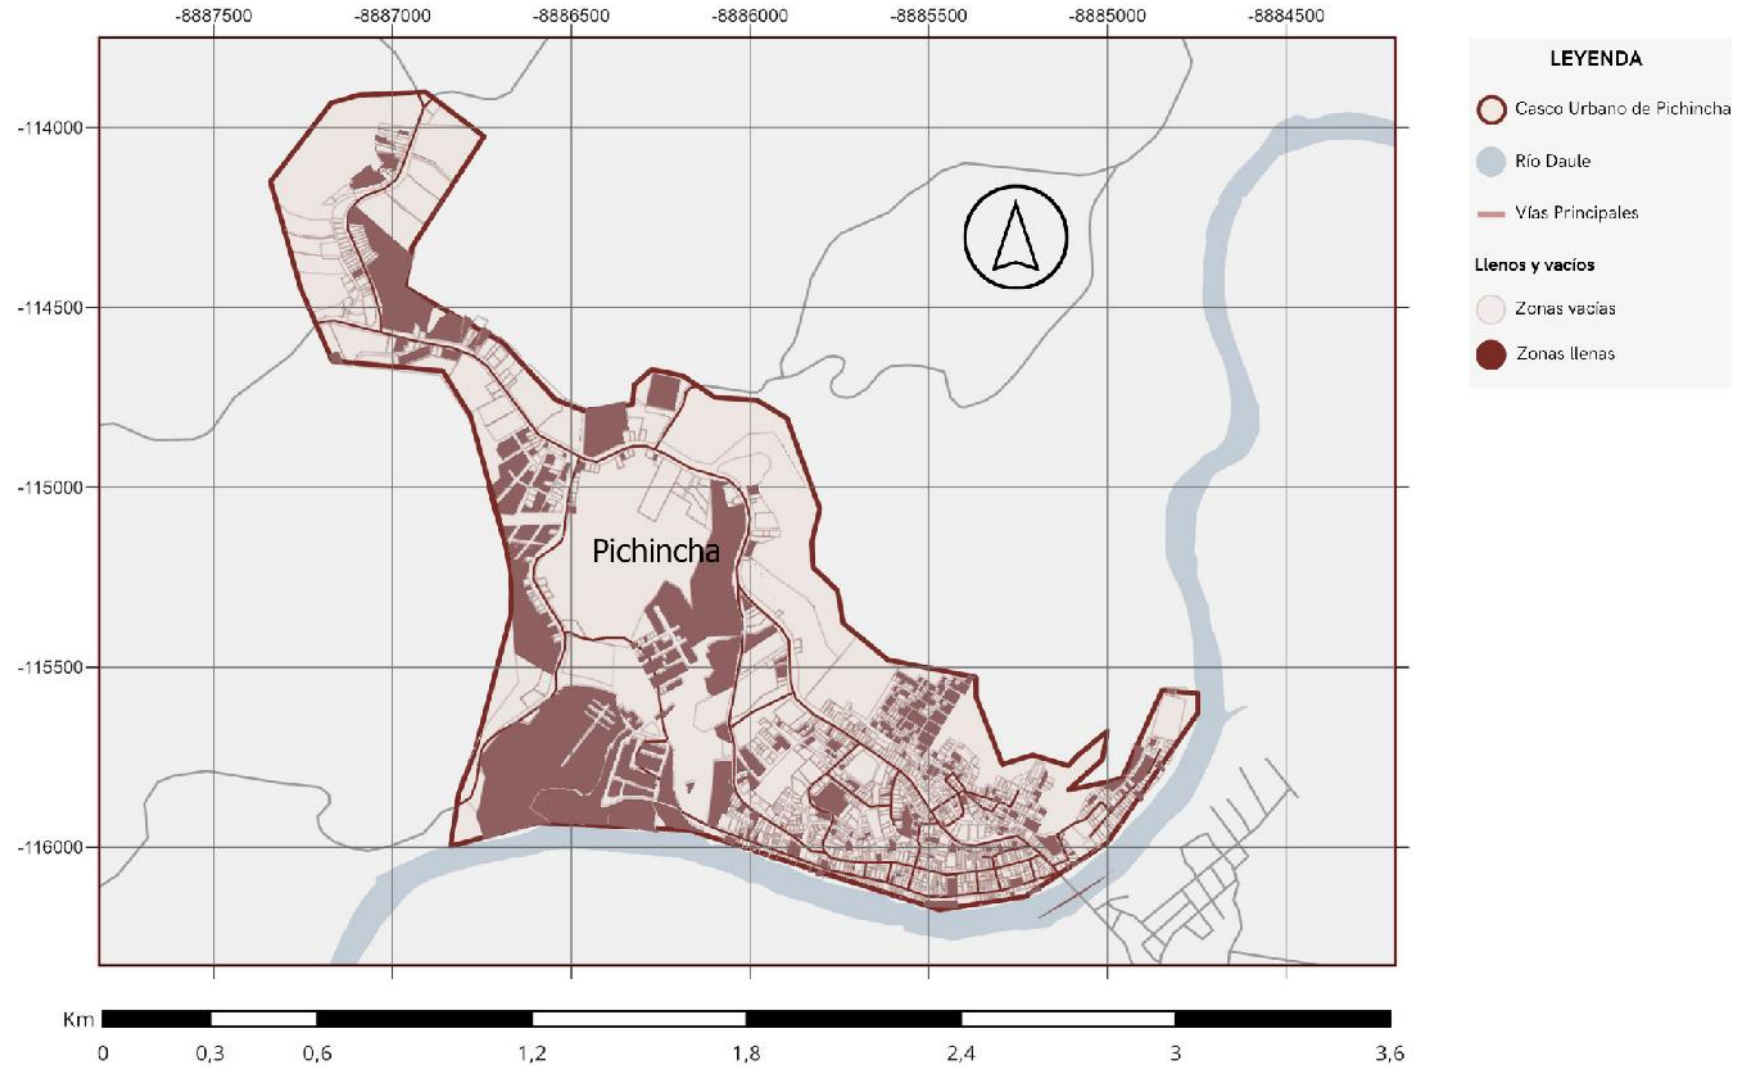 -8887500 -8887000 -8886500 -8886000 -8885500 -8885000 -8884500
LEYENDA
Casco Urbano de Pichincha
Río Daule
Vías Principales
Llenos y vacíos
Zonas vacías
Zonas llenas
-114000
-114500
-115000
-115500
-116000
Pichincha
Km
0 0,3 0,6 1,2 1,8 2,4 3 3,6